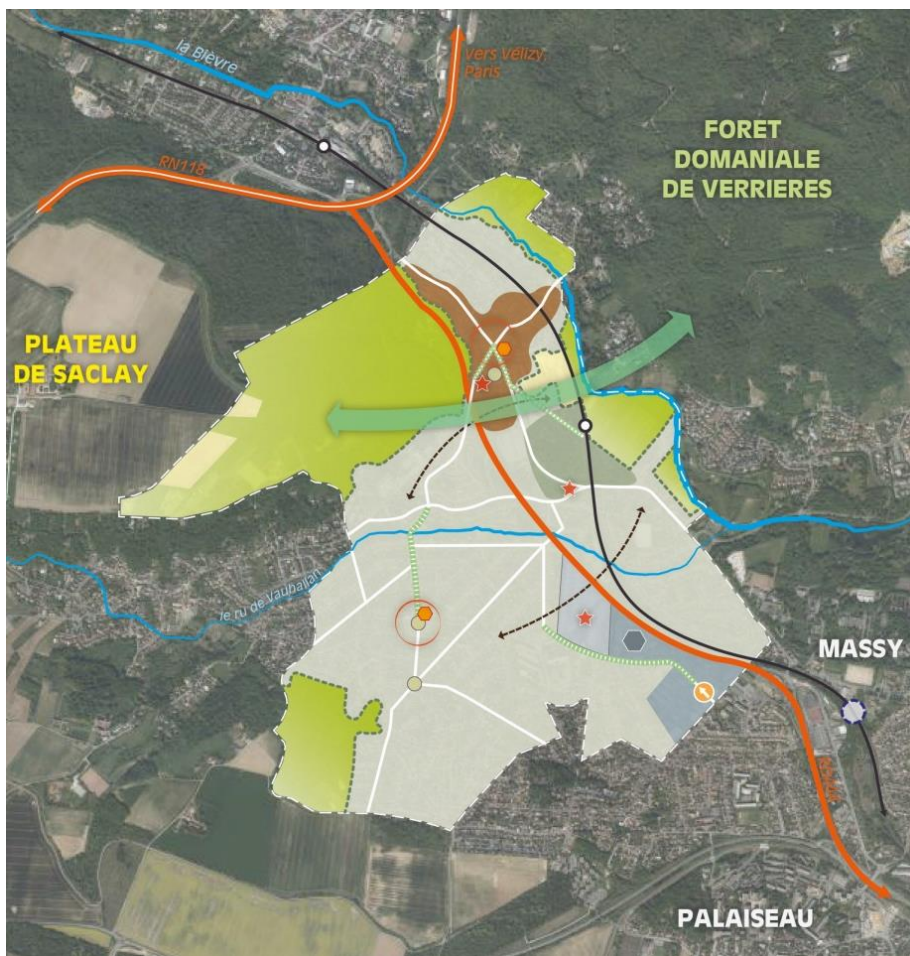 la Bièvre
Vers Vélizy,
Paris
FORET
DOMANIALE
DE VERRIERES
RN118
PLATEAU
DE SACLAY
le ru de Vauhallan
MASSY
PALAISEAU